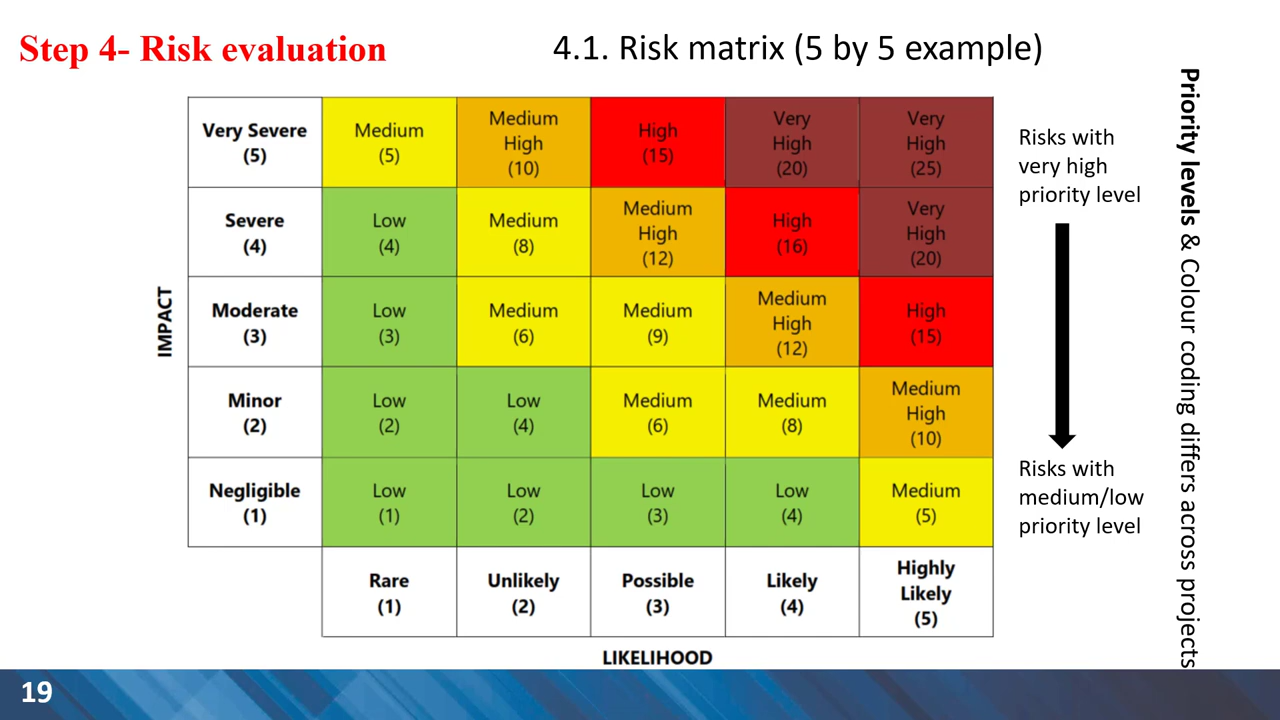 Step 4- Risk evaluation
4.1. Risk matrix (5 by 5 example)
Very Severe
(5)
Medium
(5)
Medium
High
(10)
High
(15)
Very
High
(20)
Very
High
(25)
Severe
(4)
Low
(4)
Medium
(8)
Medium
High
(12)
High
(16)
Very
High
(20)
Moderate
(3)
Low
(3)
Medium
(6)
Medium
(9)
Medium
High
(12)
High
(15)
Minor
(2)
Low
(2)
Low
(4)
Medium
(6)
Medium
(8)
Medium
High
(10)
Negligible
(1)
Low
(1)
Low
(2)
Low
(3)
Low
(4)
Medium
(5)
Rare
(1)
Unlikely
(2)
Possible
(3)
Likely
(4)
Highly
Likely
(5)
IMPACT
LIKELIHOOD
Risks with
very high
priority level
Risks with
medium/low
priority level
Priority levels & Colour coding differs across projects
19